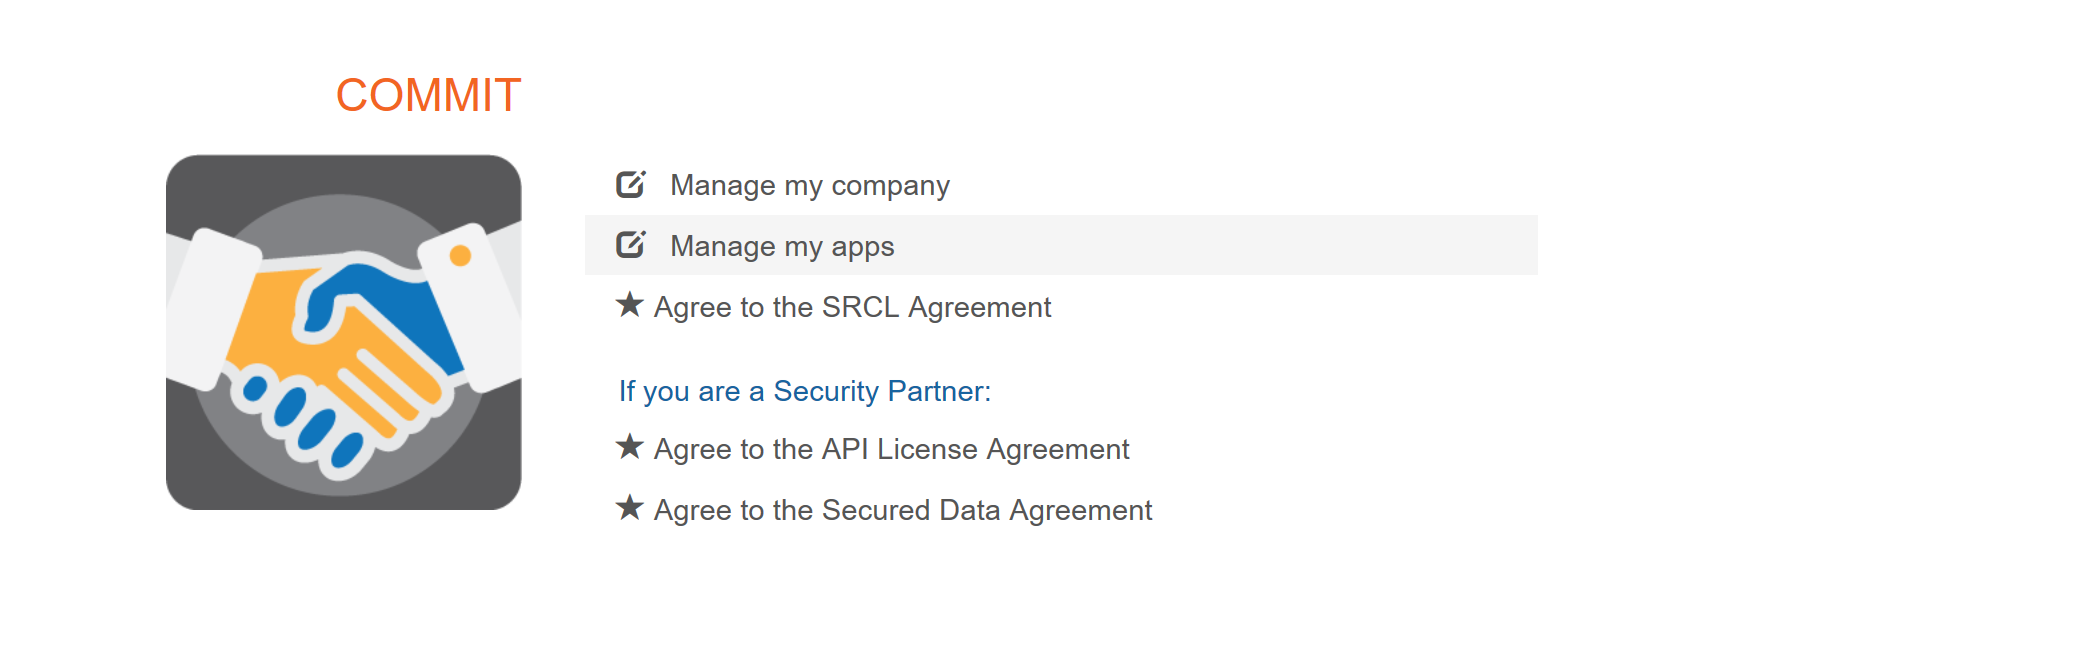 COMMIT
Manage my company
Manage my apps
★ Agree to the SRCL Agreement
If you are a Security Partner:
★ Agree to the API License Agreement
★ Agree to the Secured Data Agreement